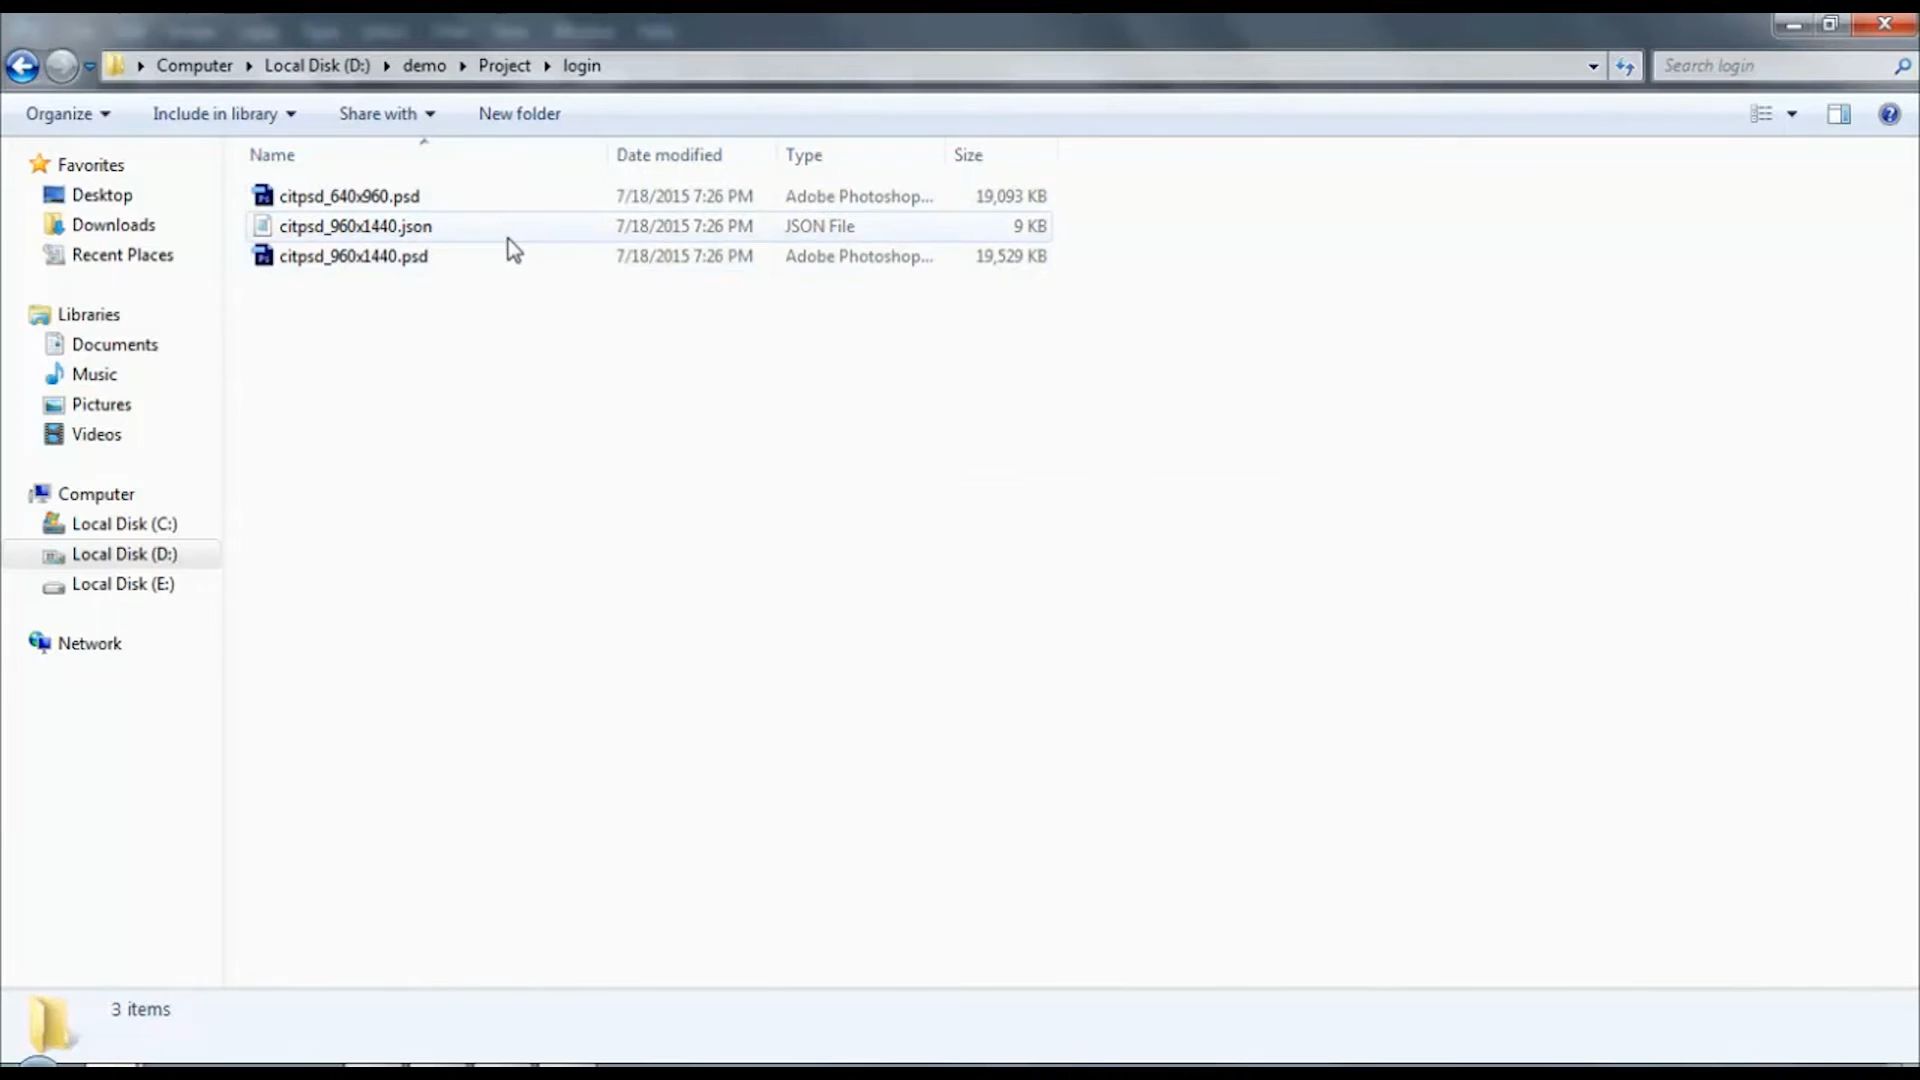 Computer Local Disk (D:) demo Project login
Search login
Organize Include in library Share with New folder
Name Date modified Type Size
citpsd_640x960.psd 7/18/2015 7:26 PM Adobe Photoshop... 19,093 KB
citpsd_960x1440.json 7/18/2015 7:26 PM JSON File 9 KB
citpsd_960x1440.psd 7/18/2015 7:26 PM Adobe Photoshop... 19,529 KB
Favorites
Desktop
Downloads
Recent Places
Libraries
Documents
Music
Pictures
Videos
Computer
Local Disk (C:)
Local Disk (D:)
Local Disk (E:)
Network
3 items